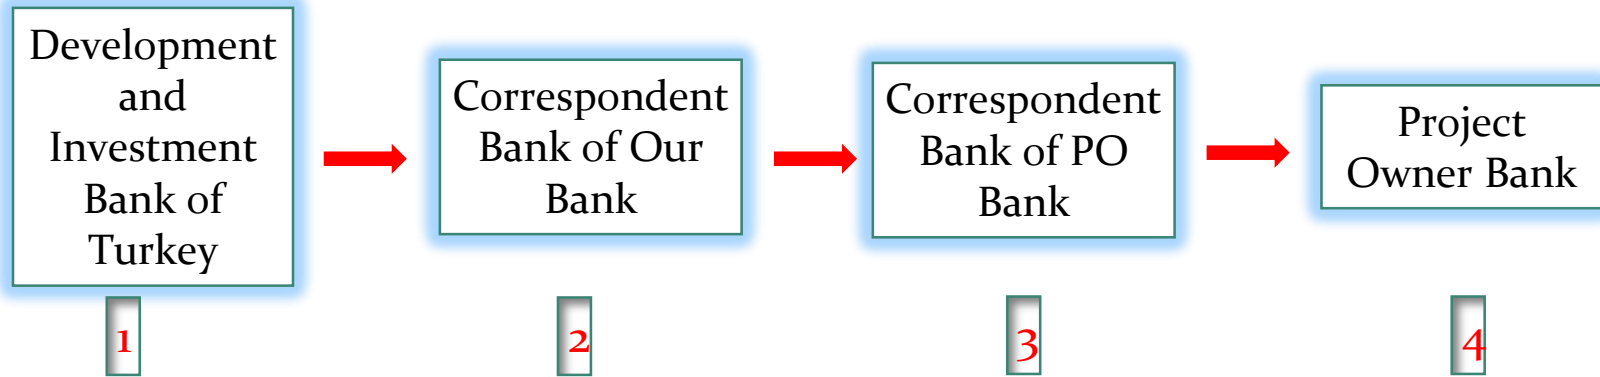 Development
and
Investment
Bank of
Turkey
Correspondent
Bank of Our
Bank
Correspondent
Bank of PO
Bank
Project
Owner Bank
1
2
3
4